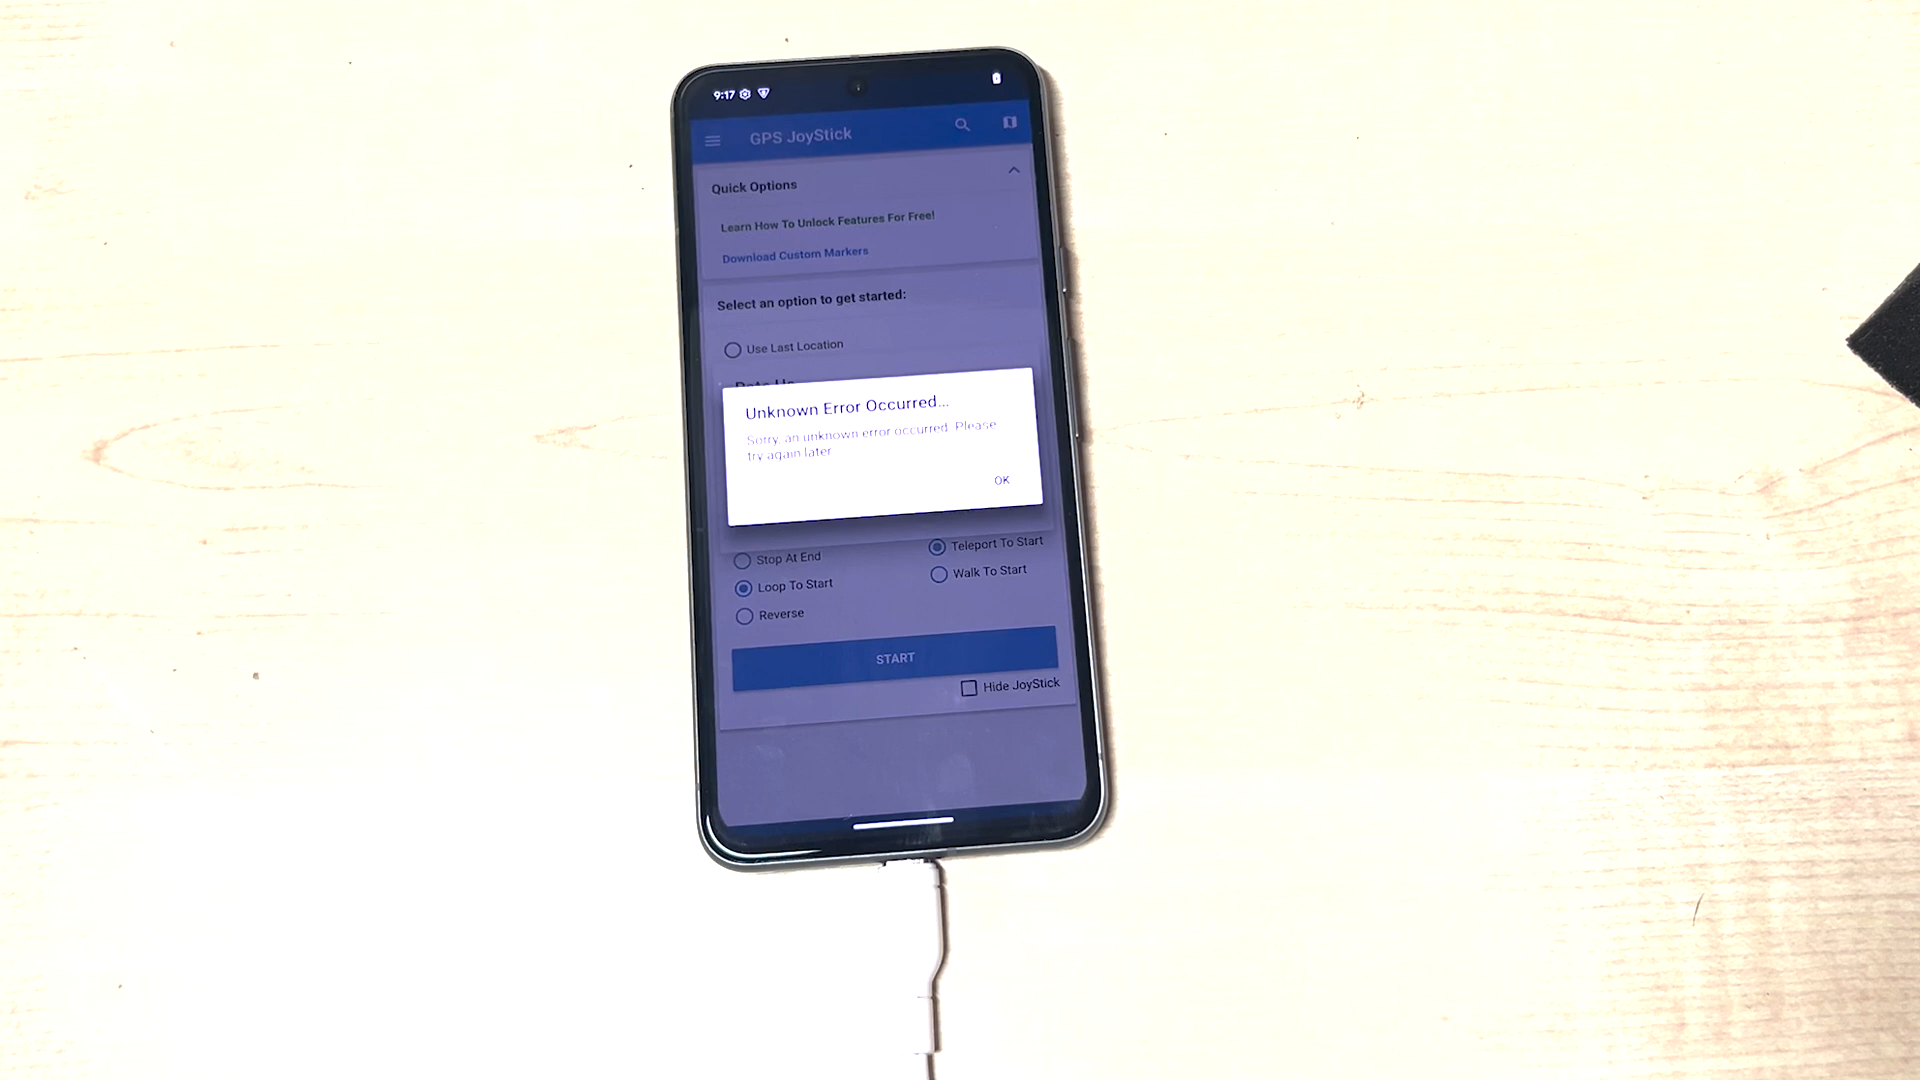 9:17
GPS JoyStick
Quick Options
Learn How To Unlock Features For Free!
Download Custom Markers
Select an option to get started:
Use Last Location
Rate Us
Unknown Error Occurred...
Sorry, an unknown error occurred. Please
try again later.
OK
Stop At End
Teleport To Start
Loop To Start
Walk To Start
Reverse
START
Hide JoyStick